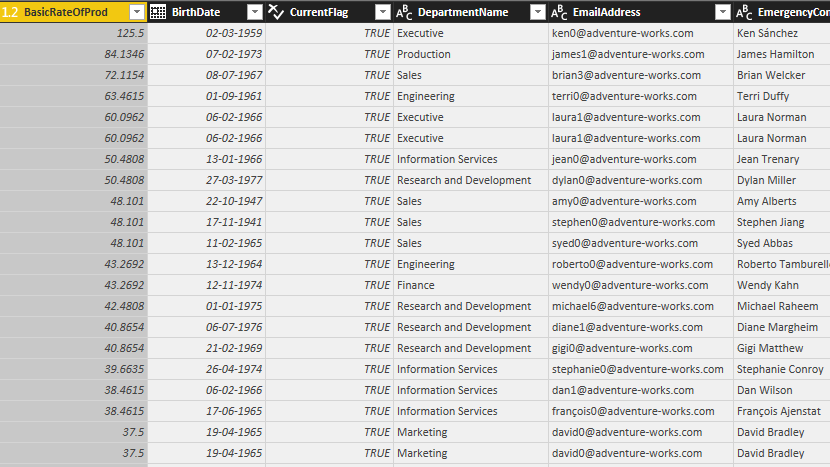 1.2 BasicRateOfProd BirthDate CurrentFlag ABC DepartmentName ABC EmailAddress ABC EmergencyCon
125.5 02-03-1959 TRUE Executive ken0@adventure-works.com Ken Sánchez
84.1346 07-02-1973 TRUE Production james1@adventure-works.com James Hamilton
72.1154 08-07-1967 TRUE Sales brian3@adventure-works.com Brian Welcker
63.4615 01-09-1961 TRUE Engineering terri0@adventure-works.com Terri Duffy
60.0962 06-02-1966 TRUE Executive laura1@adventure-works.com Laura Norman
60.0962 06-02-1966 TRUE Executive laura1@adventure-works.com Laura Norman
50.4808 13-01-1966 TRUE Information Services jean0@adventure-works.com Jean Trenary
50.4808 27-03-1977 TRUE Research and Development dylan0@adventure-works.com Dylan Miller
48.101 22-10-1947 TRUE Sales amy0@adventure-works.com Amy Alberts
48.101 17-11-1941 TRUE Sales stephen0@adventure-works.com Stephen Jiang
48.101 11-02-1965 TRUE Sales syed0@adventure-works.com Syed Abbas
43.2692 13-12-1964 TRUE Engineering roberto0@adventure-works.com Roberto Tamburell
43.2692 12-11-1974 TRUE Finance wendy0@adventure-works.com Wendy Kahn
42.4808 01-01-1975 TRUE Research and Development michael6@adventure-works.com Michael Raheem
40.8654 06-07-1976 TRUE Research and Development diane1@adventure-works.com Diane Margheim
40.8654 21-02-1969 TRUE Research and Development gigi0@adventure-works.com Gigi Matthew
39.6635 26-04-1974 TRUE Information Services stephanie0@adventure-works.com Stephanie Conroy
38.4615 06-02-1966 TRUE Information Services dan1@adventure-works.com Dan Wilson
38.4615 17-06-1965 TRUE Information Services françois0@adventure-works.com François Ajenstat
37.5 19-04-1965 TRUE Marketing david0@adventure-works.com David Bradley
37.5 19-04-1965 TRUE Marketing david0@adventure-works.com David Bradley